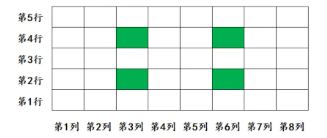 第5行
第4行
第3行
第2行
第1行
第1列 第2列 第3列 第4列 第5列 第6列 第7列 第8列